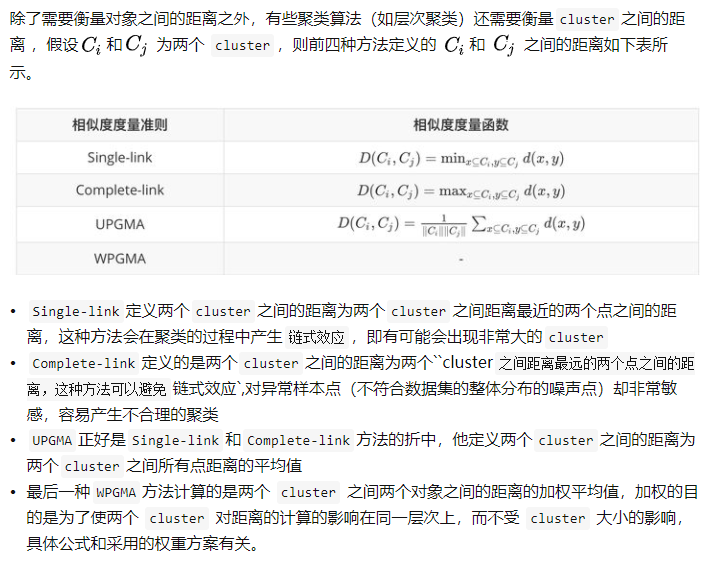 除了需要衡量对象之间的距离之外，有些聚类算法（如层次聚类）还需要衡量 cluster 之间的距
离 ，假设 $C_i$ 和 $C_j$ 为两个 cluster ，则前四种方法定义的 $C_i$ 和 $C_j$ 之间的距离如下表所
示。
相似度度量准则 相似度度量函数
Single-link $D(C_i, C_j) = \min_{x \subseteq C_i, y \subseteq C_j} d(x, y)$
Complete-link $D(C_i, C_j) = \max_{x \subseteq C_i, y \subseteq C_j} d(x, y)$
UPGMA $D(C_i, C_j) = \frac{1}{\|C_i\|\|C_j\|} \sum_{x \subseteq C_i, y \subseteq C_j} d(x, y)$
WPGMA -
• Single-link 定义两个 cluster 之间的距离为两个 cluster 之间距离最近的两个点之间的距
离，这种方法会在聚类的过程中产生 链式效应 ，即有可能会出现非常大的 cluster
• Complete-link 定义的是两个 cluster 之间的距离为两个``cluster 之间距离最远的两个点之间的距
离，这种方法可以避免 链式效应`,对异常样本点（不符合数据集的整体分布的噪声点）却非常敏
感，容易产生不合理的聚类
• UPGMA 正好是 Single-link 和 Complete-link 方法的折中，他定义两个 cluster 之间的距离为
两个 cluster 之间所有点距离的平均值
• 最后一种 WPGMA 方法计算的是两个 cluster 之间两个对象之间的距离的加权平均值，加权的目
的是为了使两个 cluster 对距离的计算的影响在同一层次上，而不受 cluster 大小的影响，
具体公式和采用的权重方案有关。